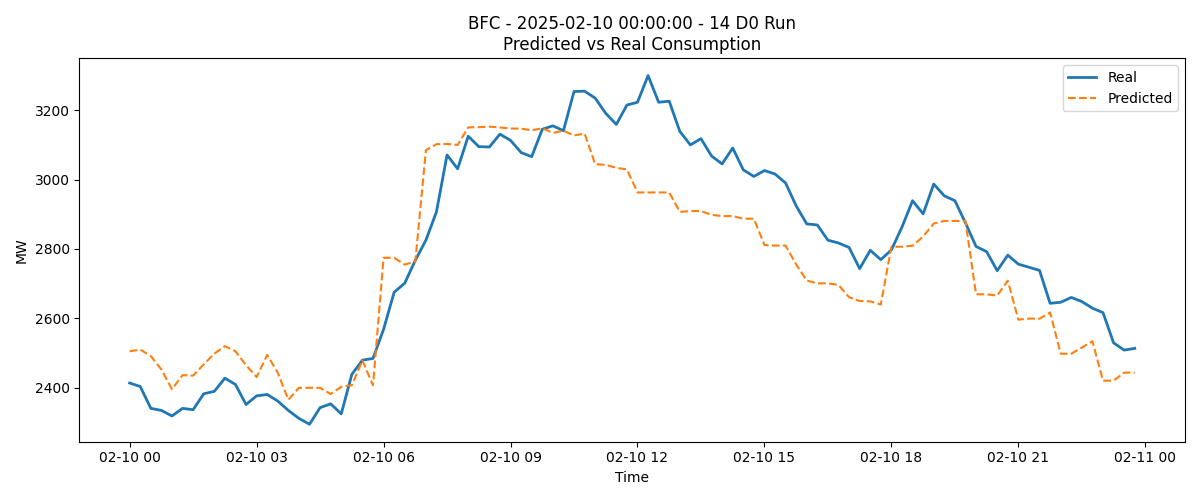 BFC - 2025-02-10 00:00:00 - 14 D0 Run
Predicted vs Real Consumption
Real
Predicted
MW
3200
3000
2800
2600
2400
02-10 00
02-10 03
02-10 06
02-10 09
02-10 12
02-10 15
02-10 18
02-10 21
02-11 00
Time